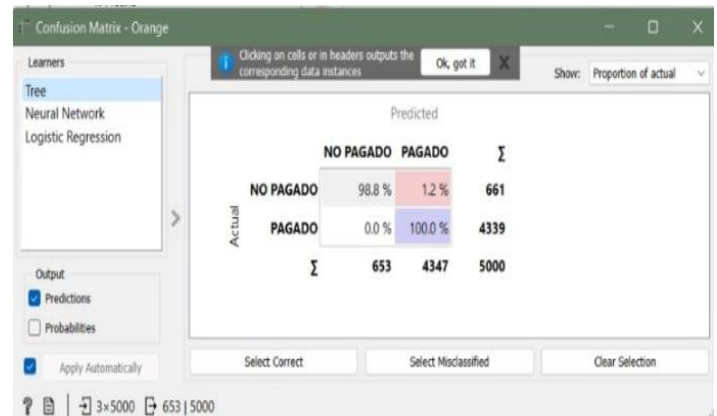 Confusion Matrix - Orange
Learners
Tree
Neural Network
Logistic Regression
Output
Predictions
Probabilities
Apply Automatically
Clicking on cells or in headers outputs the
corresponding data instances
Ok, got it
Show: Proportion of actual
Predicted
NO PAGADO PAGADO Σ
NO PAGADO 98.8 % 1.2 % 661
Actual
PAGADO 0.0 % 100.0 % 4339
Σ 653 4347 5000
Select Correct Select Misclassified Clear Selection
? 3×5000 653 | 5000